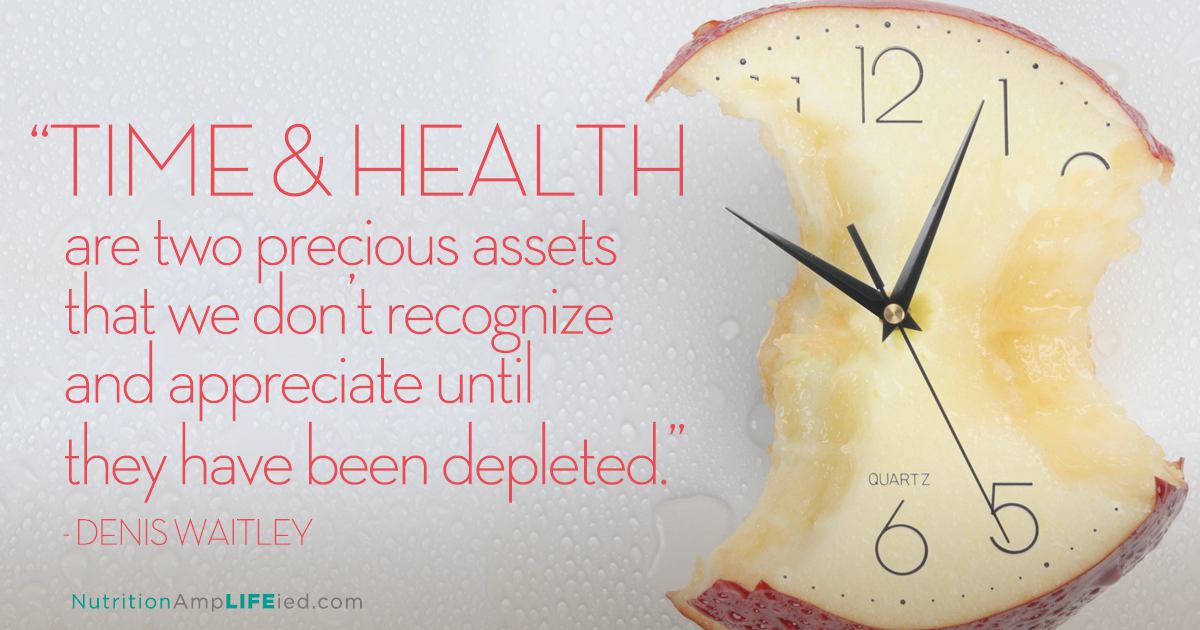 “TIME & HEALTH
are two precious assets
that we don’t recognize
and appreciate until
they have been depleted.”
- DENIS WAITLEY
NutritionAmpLIFEied.com
12
1
QUARTZ
6
5